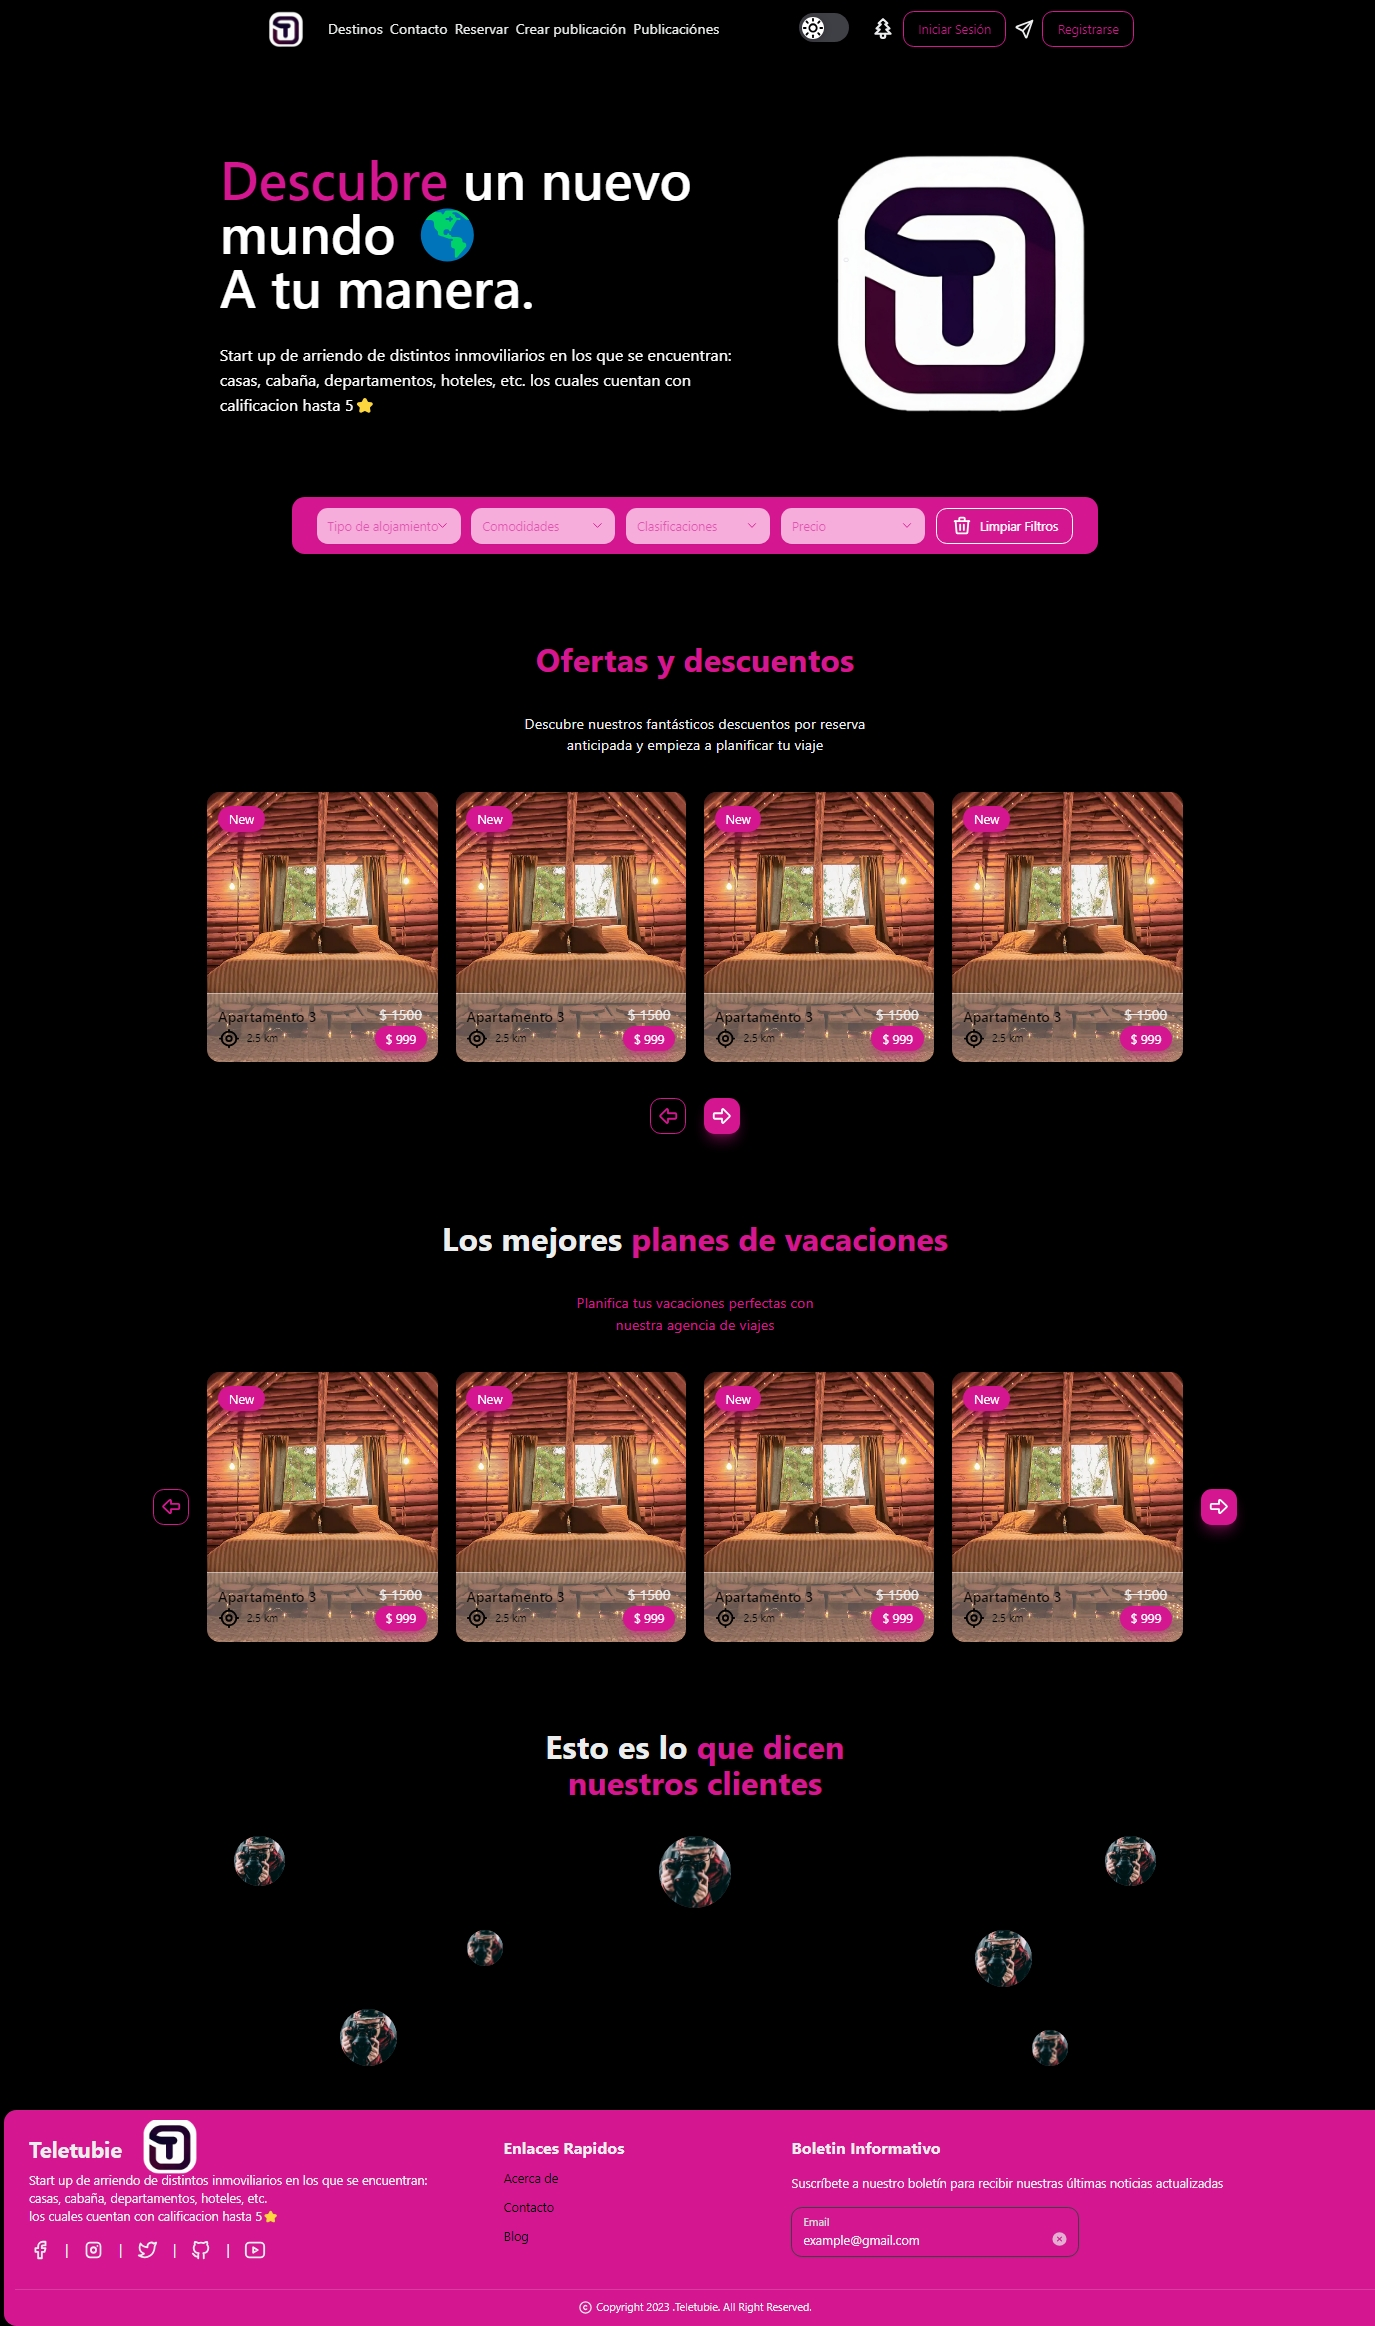 Destinos Contacto Reservar Crear publicación Publicaciónes
Iniciar Sesión
Registrarse
Descubre un nuevo
mundo 🌎
A tu manera.
Start up de arriendo de distintos inmoviliarios en los que se encuentran:
casas, cabaña, departamentos, hoteles, etc. los cuales cuentan con
calificacion hasta 5⭐
Tipo de alojamiento
Comodidades
Clasificaciones
Precio
Limpiar Filtros
Ofertas y descuentos
Descubre nuestros fantásticos descuentos por reserva
anticipada y empieza a planificar tu viaje
New
Apartamento 3
$ 1500
2.5 km
$ 999
New
Apartamento 3
$ 1500
2.5 km
$ 999
New
Apartamento 3
$ 1500
2.5 km
$ 999
New
Apartamento 3
$ 1500
2.5 km
$ 999
Los mejores planes de vacaciones
Planifica tus vacaciones perfectas con
nuestra agencia de viajes
New
Apartamento 3
$ 1500
2.5 km
$ 999
New
Apartamento 3
$ 1500
2.5 km
$ 999
New
Apartamento 3
$ 1500
2.5 km
$ 999
New
Apartamento 3
$ 1500
2.5 km
$ 999
Esto es lo que dicen
nuestros clientes
Teletubie
Start up de arriendo de distintos inmoviliarios en los que se encuentran:
casas, cabaña, departamentos, hoteles, etc.
los cuales cuentan con calificacion hasta 5⭐
| | | |
Enlaces Rapidos
Acerca de
Contacto
Blog
Boletin Informativo
Suscríbete a nuestro boletín para recibir nuestras últimas noticias actualizadas
Email
example@gmail.com
© Copyright 2023 .Teletubie. All Right Reserved.